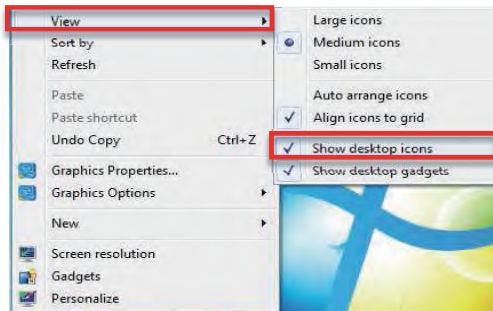 View
Sort by
Refresh
Paste
Paste shortcut
Undo Copy Ctrl+Z
Graphics Properties...
Graphics Options
New
Screen resolution
Gadgets
Personalize
Large icons
Medium icons
Small icons
Auto arrange icons
Align icons to grid
Show desktop icons
Show desktop gadgets